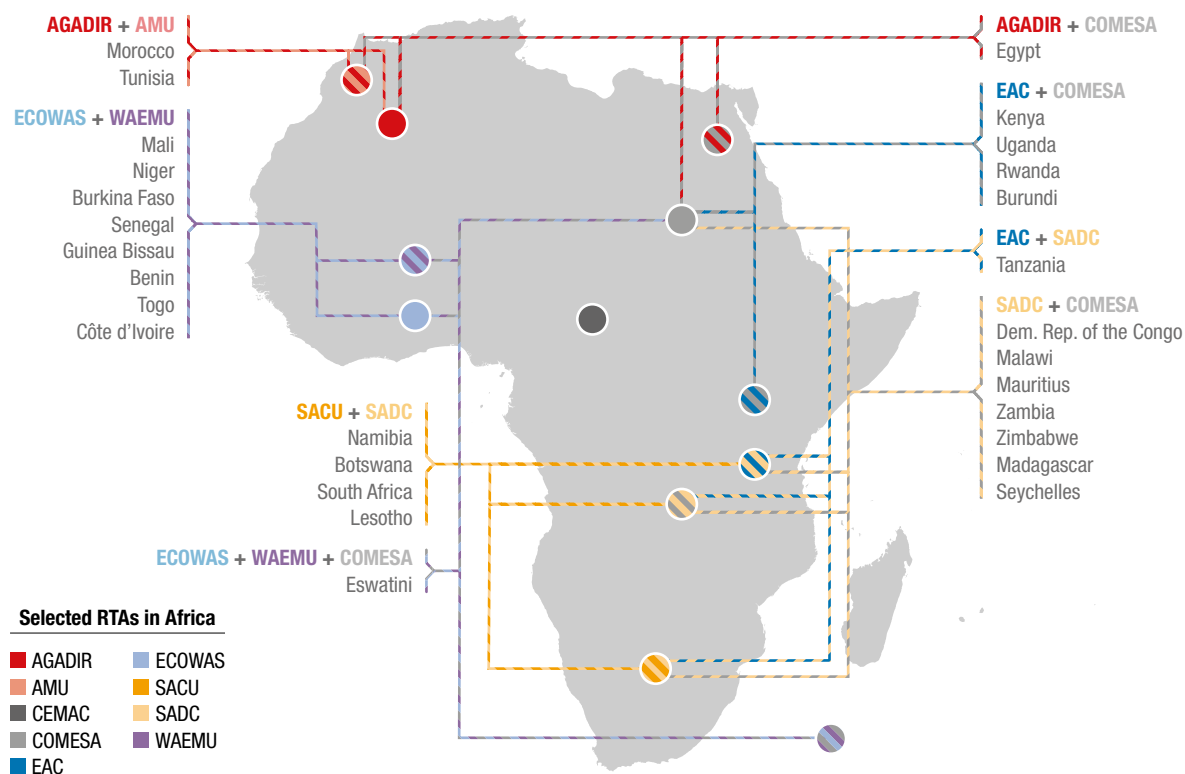 AGADIR + AMU
Morocco
Tunisia
ECOWAS + WAEMU
Mali
Niger
Burkina Faso
Senegal
Guinea Bissau
Benin
Togo
Côte d'Ivoire
SACU + SADC
Namibia
Botswana
South Africa
Lesotho
ECOWAS + WAEMU + COMESA
Eswatini
AGADIR + COMESA
Egypt
EAC + COMESA
Kenya
Uganda
Rwanda
Burundi
EAC + SADC
Tanzania
SADC + COMESA
Dem. Rep. of the Congo
Malawi
Mauritius
Zambia
Zimbabwe
Madagascar
Seychelles
Selected RTAs in Africa
AGADIR
AMU
CEMAC
COMESA
EAC
ECOWAS
SACU
SADC
WAEMU